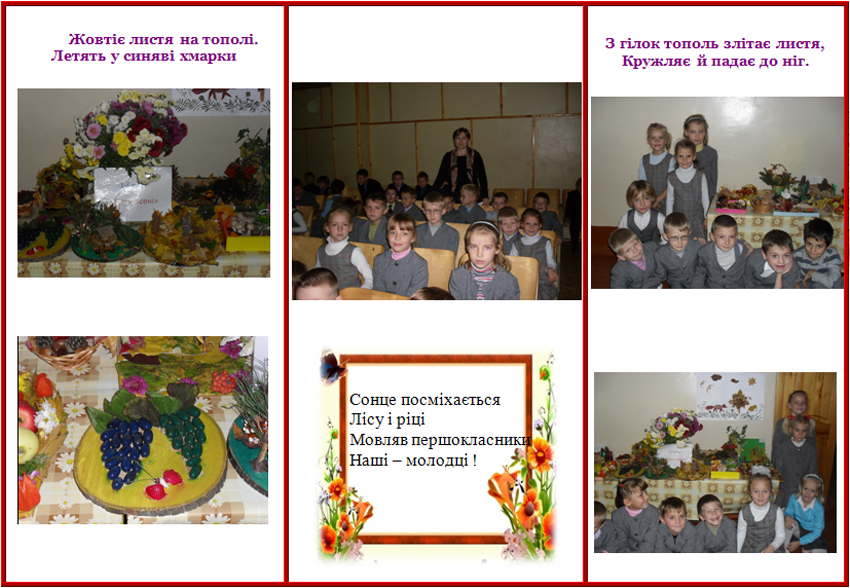 Жовтіє листя на тополі.
Летять у синяві хмарки
Сонце посміхається
Лісу і ріці
Мовляв першокласники
Наші – молодці !
З гілок тополь злітає листя,
Кружляє й падає до ніг.